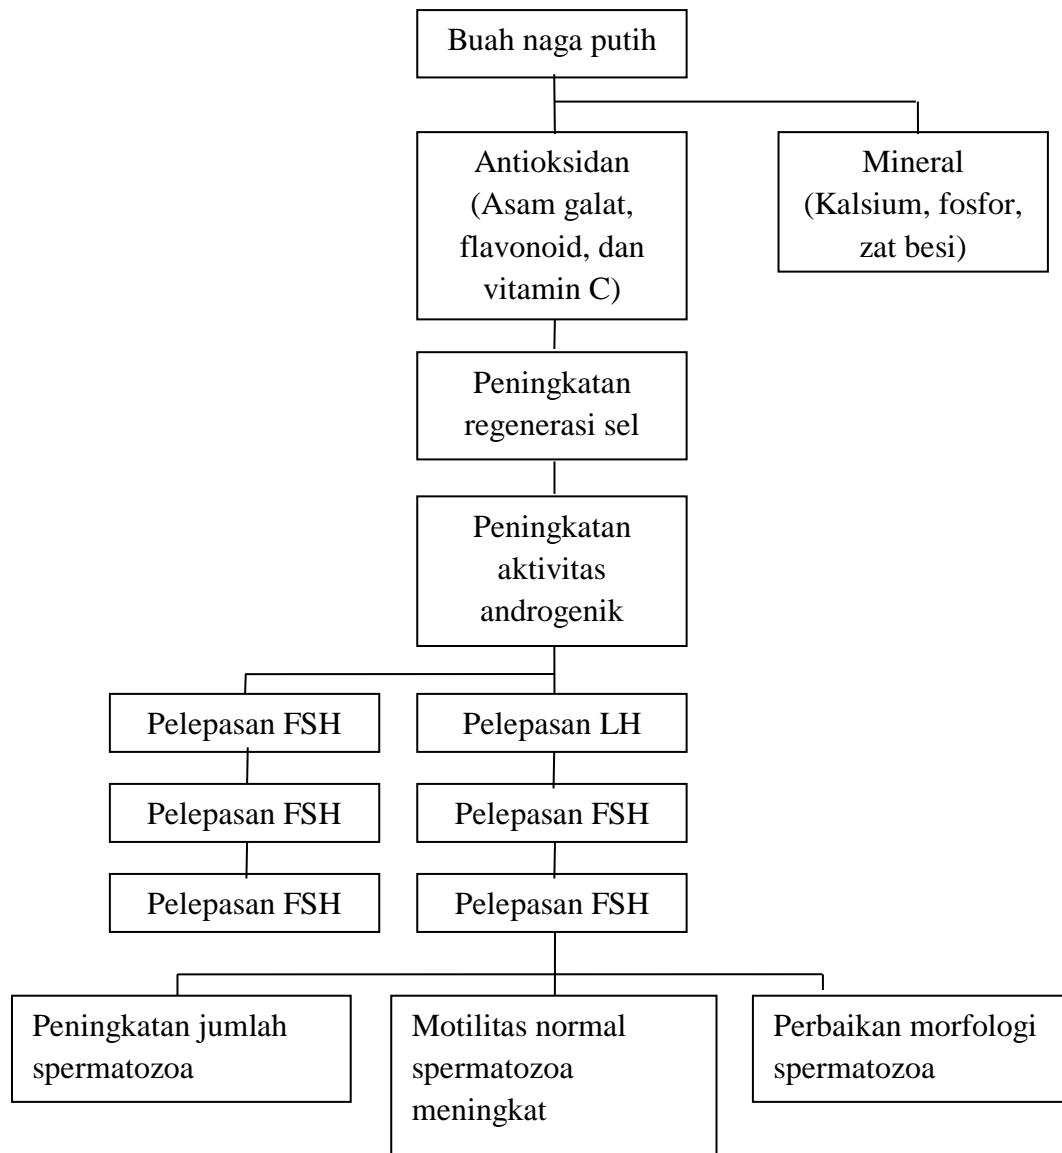 Buah naga putih
Antioksidan
(Asam galat,
flavonoid, dan
vitamin C)
Mineral
(Kalsium, fosfor,
zat besi)
Peningkatan
regenerasi sel
Peningkatan
aktivitas
androgenik
Pelepasan FSH
Pelepasan LH
Pelepasan FSH
Pelepasan FSH
Pelepasan FSH
Pelepasan FSH
Peningkatan jumlah
spermatozoa
Motilitas normal
spermatozoa
meningkat
Perbaikan morfologi
spermatozoa